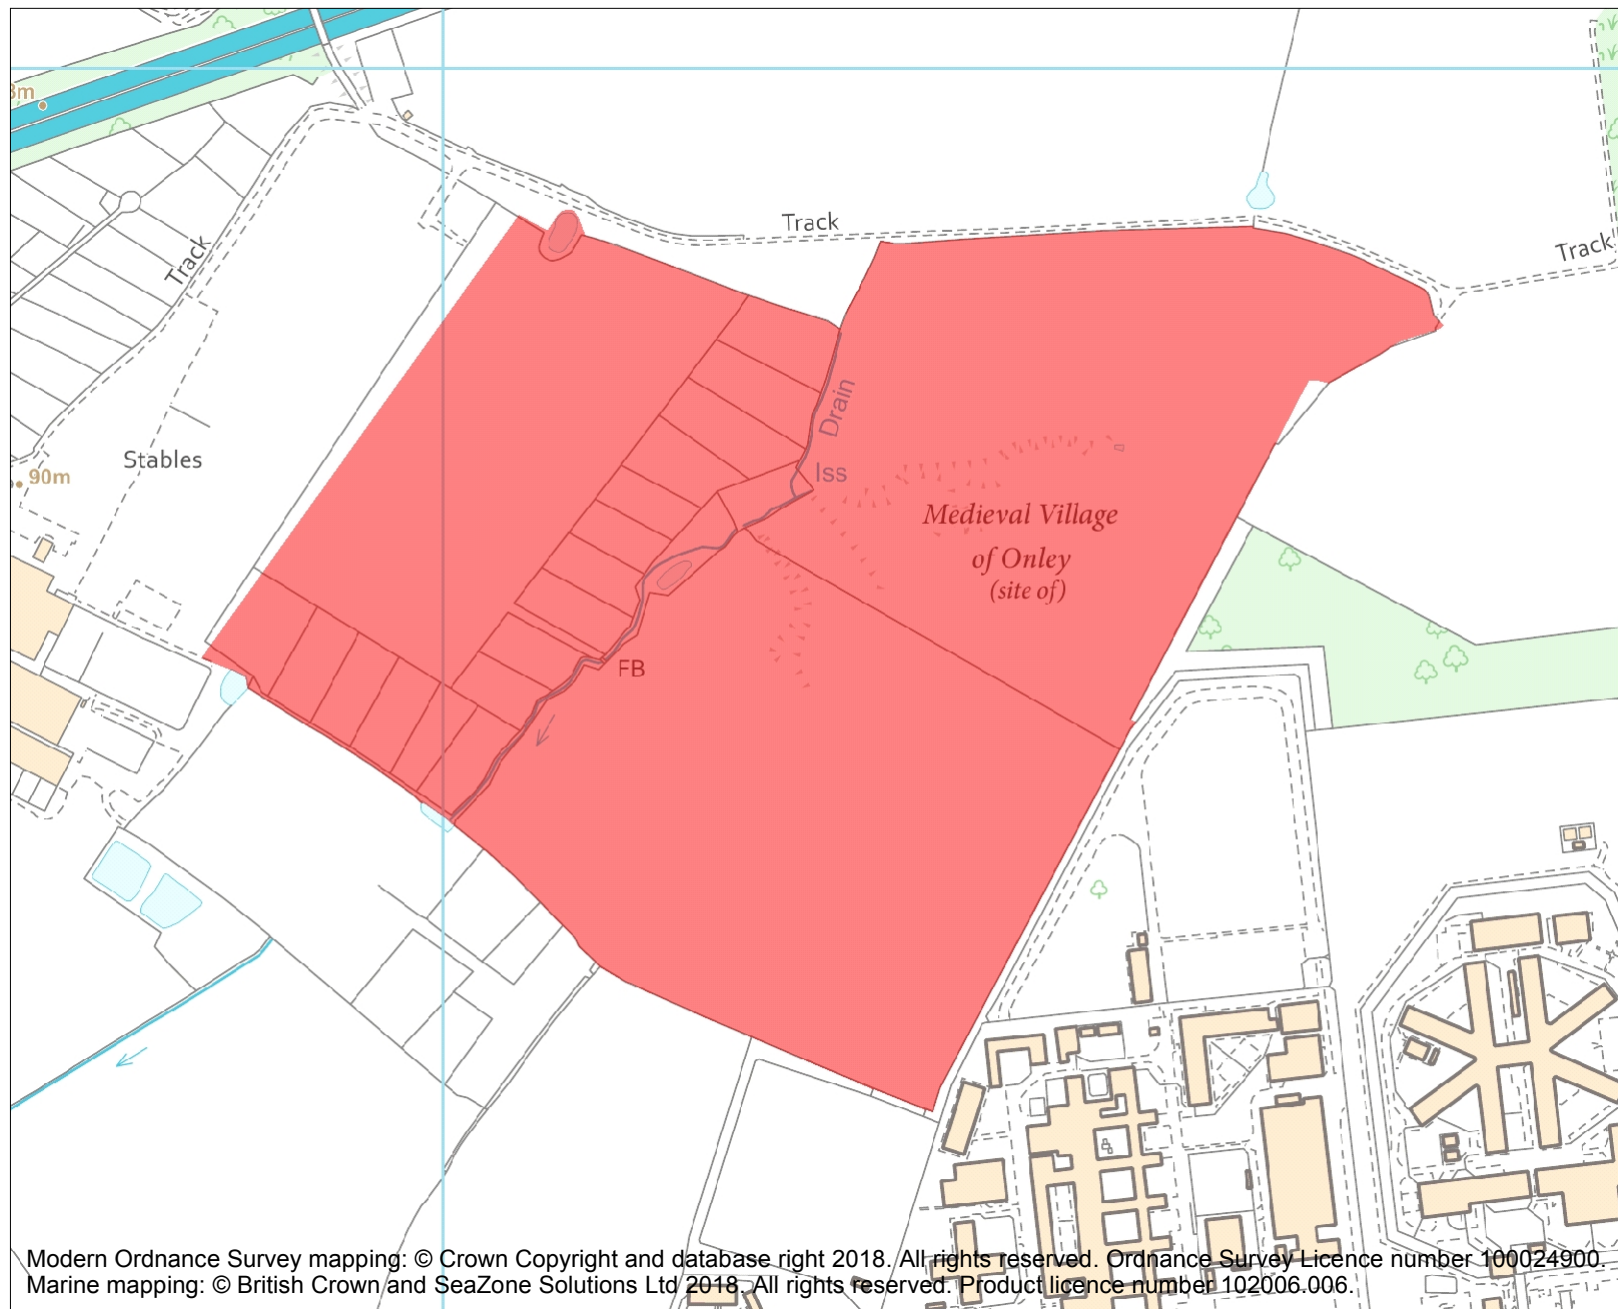 3m
Track
Track
Track
Drain
Stables
Iss
90m
Medieval Village
of Onley
(site of)
FB
Modern Ordnance Survey mapping: © Crown Copyright and database right 2018. All rights reserved. Ordnance Survey Licence number 100024900.
Marine mapping: © British Crown and SeaZone Solutions Ltd 2018. All rights reserved. Product licence number 102006.006.